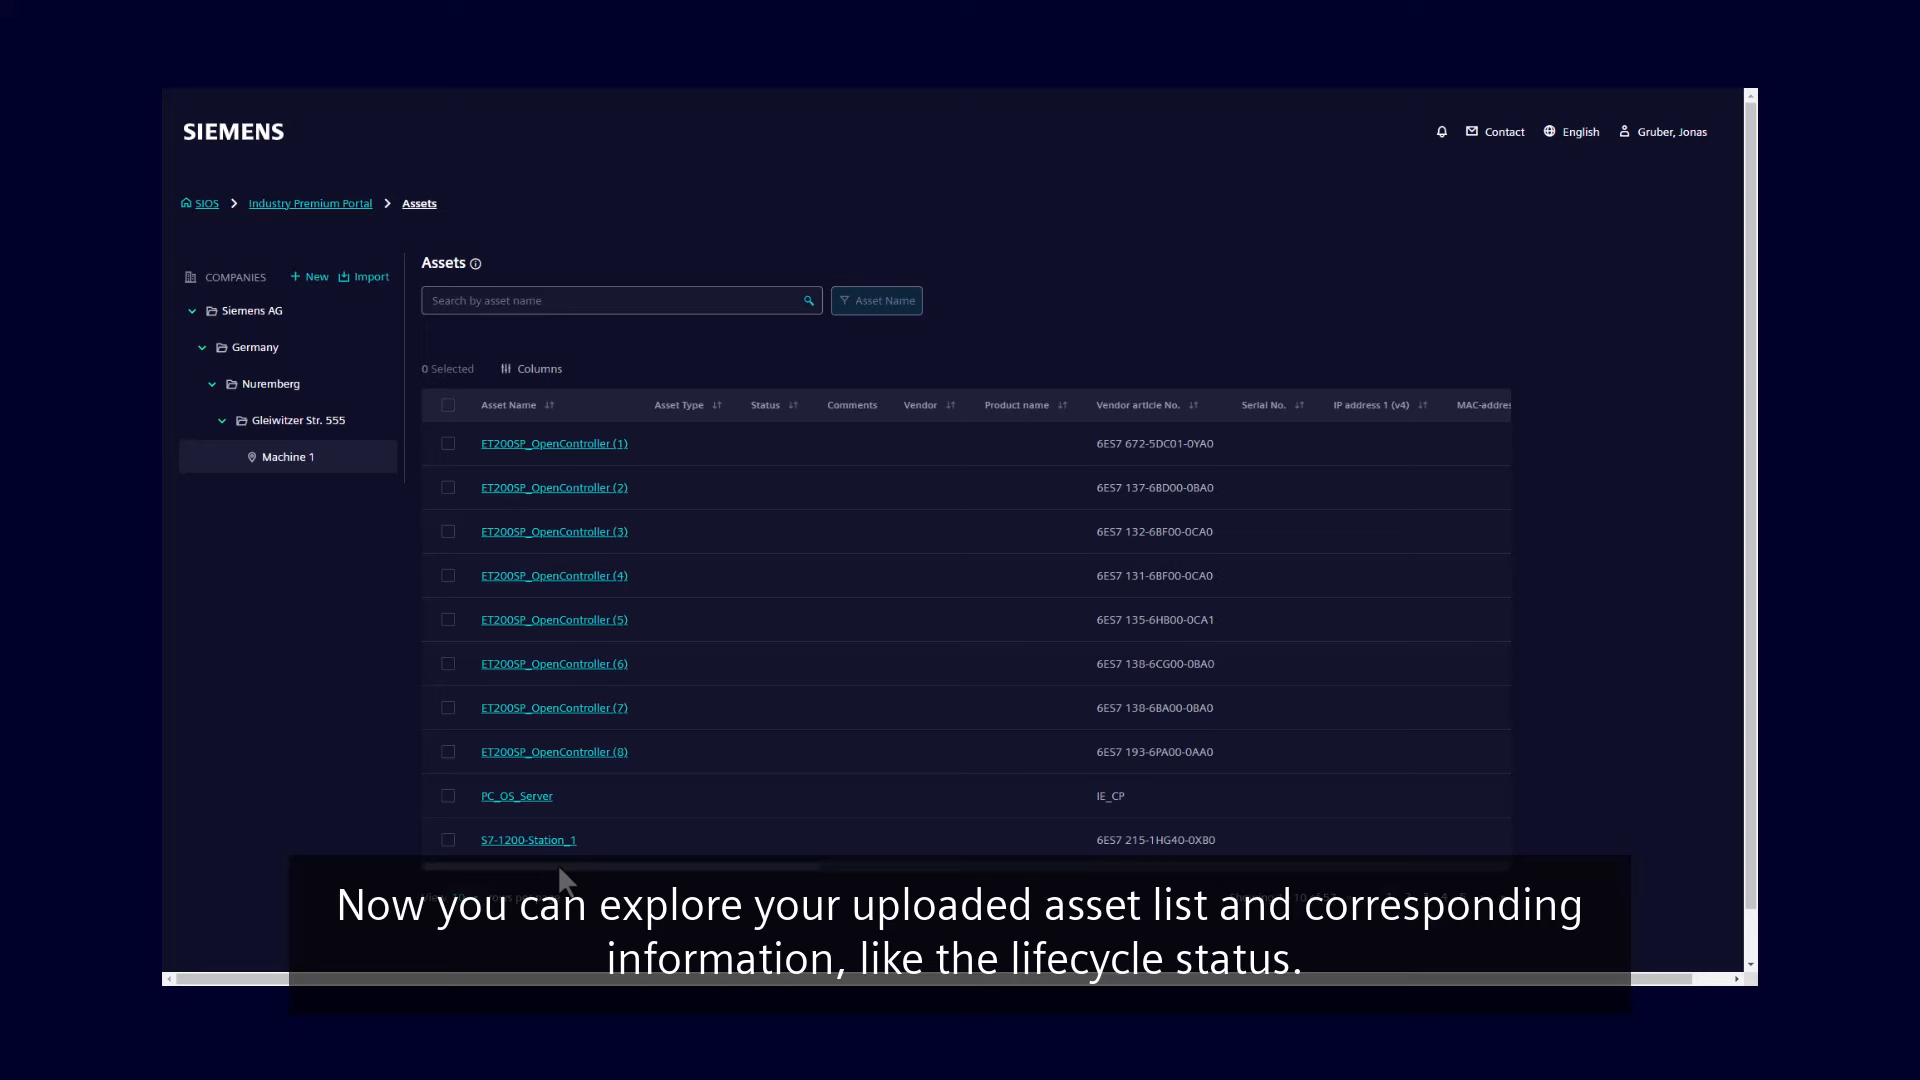 SIEMENS
Contact
English
Gruber, Jonas
SIOS
Industry Premium Portal
Assets
COMPANIES
New
Import
Siemens AG
Germany
Nuremberg
Gleiwitzer Str. 555
Machine 1
Assets
Search by asset name
Asset Name
0 Selected
Columns
Asset Name Asset Type Status Comments Vendor Product name Vendor article No. Serial No. IP address 1 (v4) MAC-addres
ET200SP_OpenController (1) 6ES7 672-5DC01-0YA0
ET200SP_OpenController (2) 6ES7 137-6BD00-0BA0
ET200SP_OpenController (3) 6ES7 132-6BF00-0CA0
ET200SP_OpenController (4) 6ES7 131-6BF00-0CA0
ET200SP_OpenController (5) 6ES7 135-6HB00-0CA1
ET200SP_OpenController (6) 6ES7 138-6CG00-0BA0
ET200SP_OpenController (7) 6ES7 138-6BA00-0BA0
ET200SP_OpenController (8) 6ES7 193-6PA00-0AA0
PC_OS_Server IE_CP
S7-1200-Station_1 6ES7 215-1HG40-0XB0
Now you can explore your uploaded asset list and corresponding
information, like the lifecycle status.